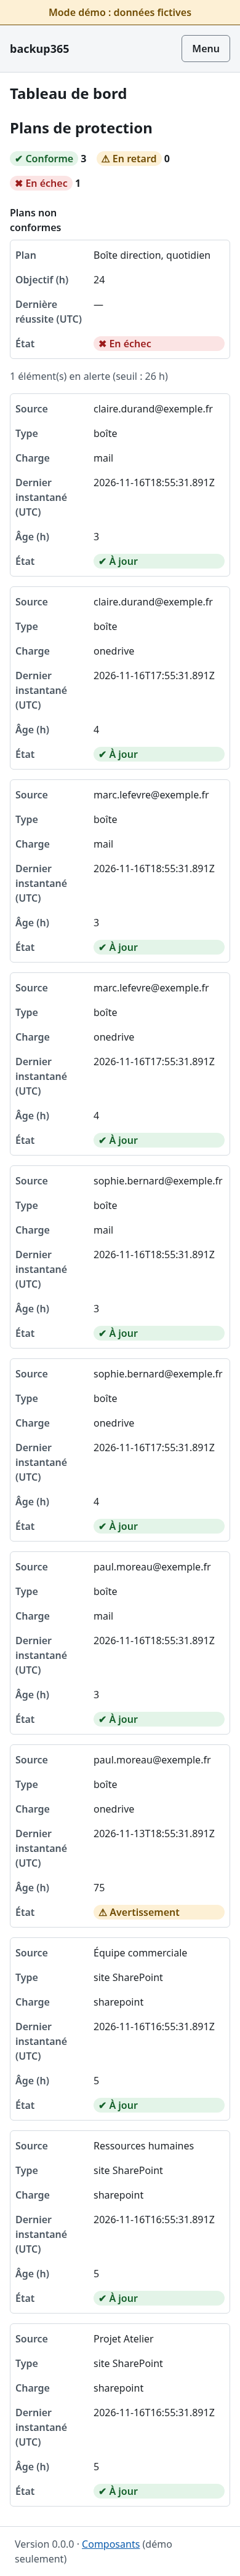 Mode démo : données fictives
backup365
Menu
Tableau de bord
Plans de protection
✔ Conforme 3 ⚠ En retard 0
✖ En échec 1
Plans non
conformes
Plan Boîte direction, quotidien
Objectif (h) 24
Dernière —
réussite (UTC)
État ✖ En échec
1 élément(s) en alerte (seuil : 26 h)
Source claire.durand@exemple.fr
Type boîte
Charge mail
Dernier 2026-11-16T18:55:31.891Z
instantané
(UTC)
Âge (h) 3
État ✔ À jour
Source claire.durand@exemple.fr
Type boîte
Charge onedrive
Dernier 2026-11-16T17:55:31.891Z
instantané
(UTC)
Âge (h) 4
État ✔ À jour
Source marc.lefevre@exemple.fr
Type boîte
Charge mail
Dernier 2026-11-16T18:55:31.891Z
instantané
(UTC)
Âge (h) 3
État ✔ À jour
Source marc.lefevre@exemple.fr
Type boîte
Charge onedrive
Dernier 2026-11-16T17:55:31.891Z
instantané
(UTC)
Âge (h) 4
État ✔ À jour
Source sophie.bernard@exemple.fr
Type boîte
Charge mail
Dernier 2026-11-16T18:55:31.891Z
instantané
(UTC)
Âge (h) 3
État ✔ À jour
Source sophie.bernard@exemple.fr
Type boîte
Charge onedrive
Dernier 2026-11-16T17:55:31.891Z
instantané
(UTC)
Âge (h) 4
État ✔ À jour
Source paul.moreau@exemple.fr
Type boîte
Charge mail
Dernier 2026-11-16T18:55:31.891Z
instantané
(UTC)
Âge (h) 3
État ✔ À jour
Source paul.moreau@exemple.fr
Type boîte
Charge onedrive
Dernier 2026-11-13T18:55:31.891Z
instantané
(UTC)
Âge (h) 75
État ⚠ Avertissement
Source Équipe commerciale
Type site SharePoint
Charge sharepoint
Dernier 2026-11-16T16:55:31.891Z
instantané
(UTC)
Âge (h) 5
État ✔ À jour
Source Ressources humaines
Type site SharePoint
Charge sharepoint
Dernier 2026-11-16T16:55:31.891Z
instantané
(UTC)
Âge (h) 5
État ✔ À jour
Source Projet Atelier
Type site SharePoint
Charge sharepoint
Dernier 2026-11-16T16:55:31.891Z
instantané
(UTC)
Âge (h) 5
État ✔ À jour
Version 0.0.0 · Composants (démo
seulement)